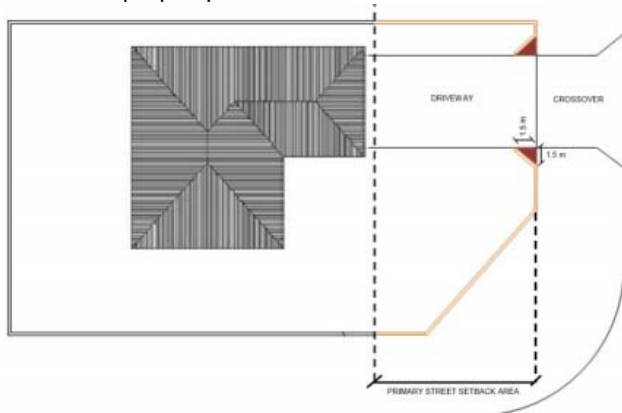 DRIVEWAY
CROSSOVER
1.5 m
1.5 m
PRIMARY STREET SETBACK AREA